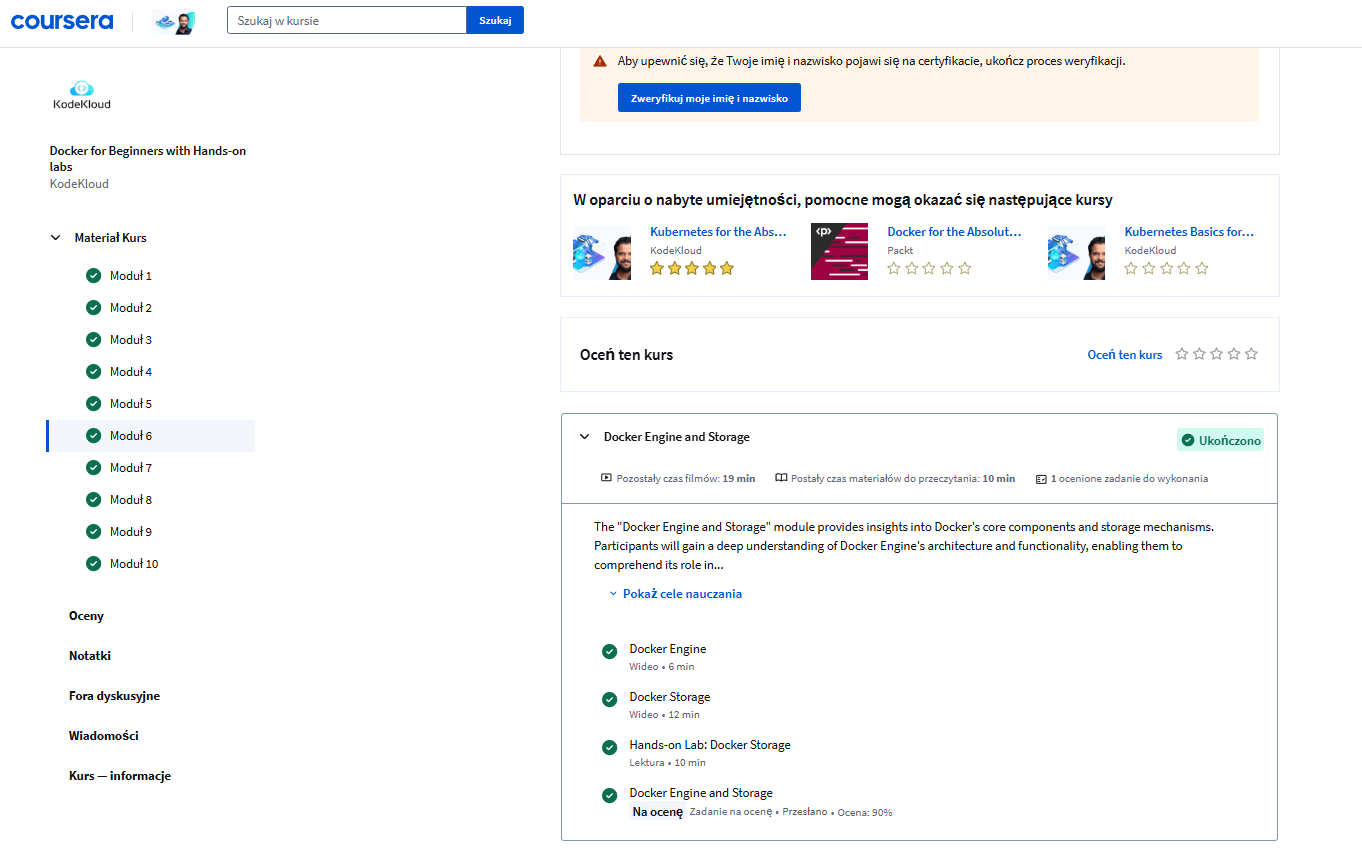 coursera
Szukaj w kursie
Szukaj
KodeKloud
Docker for Beginners with Hands-on
labs
KodeKloud
Materiał Kurs
Moduł 1
Moduł 2
Moduł 3
Moduł 4
Moduł 5
Moduł 6
Moduł 7
Moduł 8
Moduł 9
Moduł 10
Oceny
Notatki
Fora dyskusyjne
Wiadomości
Kurs — informacje
Aby upewnić się, że Twoje imię i nazwisko pojawi się na certyfikacie, ukończ proces weryfikacji.
Zweryfikuj moje imię i nazwisko
W oparciu o nabyte umiejętności, pomocne mogą okazać się następujące kursy
Kubernetes for the Abs...
KodeKloud
<p>
Docker for the Absolut...
Packt
Kubernetes Basics for...
KodeKloud
Oceń ten kurs
Oceń ten kurs
Docker Engine and Storage
Ukończono
Pozostały czas filmów: 19 min
Postały czas materiałów do przeczytania: 10 min
1 ocenione zadanie do wykonania
The "Docker Engine and Storage" module provides insights into Docker's core components and storage mechanisms.
Participants will gain a deep understanding of Docker Engine's architecture and functionality, enabling them to
comprehend its role in...
Pokaż cele nauczania
Docker Engine
Wideo • 6 min
Docker Storage
Wideo • 12 min
Hands-on Lab: Docker Storage
Lektura • 10 min
Docker Engine and Storage
Na ocenę Zadanie na ocenę • Przesłano • Ocena: 90%